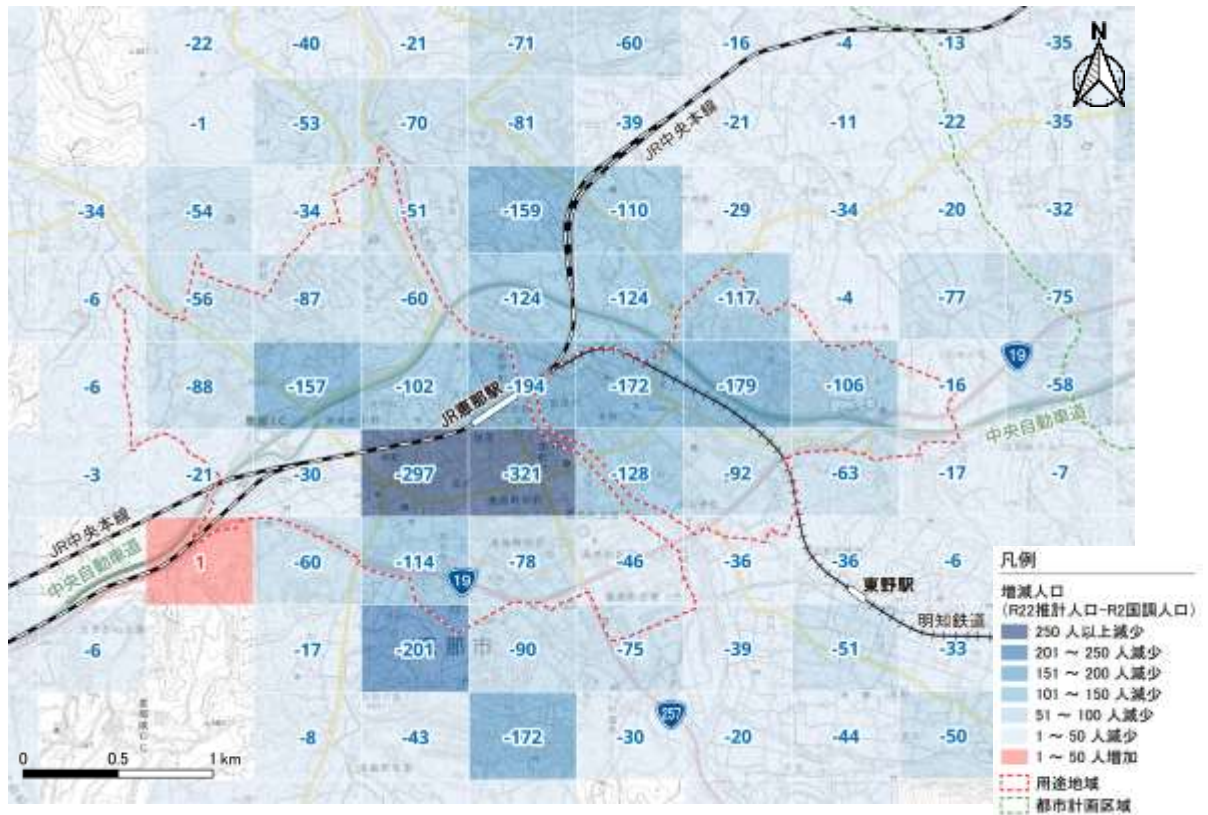 -22 -40 -21 -71 -60 -16 -4 -13 -35
N
-1 -53 -70 -81 -39 -21 -11 -22 -35
JR中央本線
-34 -54 -34 -51 -159 -110 -29 -34 -20 -32
-6 -56 -87 -60 -124 -124 -117 -4 -77 -75
19
-6 -88 -157 -102 -194 -172 -179 -106 -16 -58
JR恵那駅
中央自動車道
-3 -21 -30 -297 -321 -128 -92 -63 -17 -7
JR中央本線
中央自動車道
1 -60 -114 -78 -46 -36 -36 -6
19
東野駅
明知鉄道
-6 -17 -201 -90 -75 -39 -51 -33
那市
257
-8 -43 -172 -30 -20 -44 -50
0 0.5 1 km
凡例
増減人口
(R22推計人口-R2国調人口)
250 人以上減少
201 ~ 250 人減少
151 ~ 200 人減少
101 ~ 150 人減少
51 ~ 100 人減少
1 ~ 50 人減少
1 ~ 50 人増加
用途地域
都市計画区域